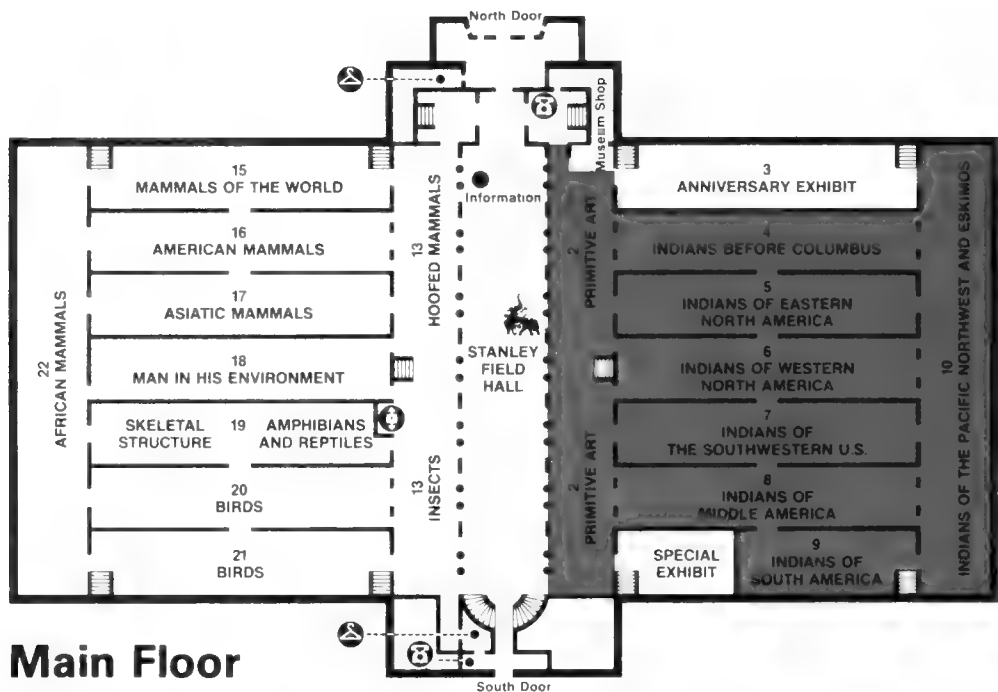 North Door
Museum Shop
15
MAMMALS OF THE WORLD
16
AMERICAN MAMMALS
17
ASIATIC MAMMALS
18
MAN IN HIS ENVIRONMENT
SKELETAL
STRUCTURE
19
AMPHIBIANS
AND REPTILES
20
BIRDS
21
BIRDS
22
AFRICAN MAMMALS
13
HOOFED MAMMALS
13
INSECTS
Information
STANLEY
FIELD
HALL
2
PRIMITIVE ART
2
PRIMITIVE ART
3
ANNIVERSARY EXHIBIT
4
INDIANS BEFORE COLUMBUS
5
INDIANS OF EASTERN
NORTH AMERICA
6
INDIANS OF WESTERN
NORTH AMERICA
7
INDIANS OF
THE SOUTHWESTERN U.S.
8
INDIANS OF
MIDDLE AMERICA
SPECIAL
EXHIBIT
9
INDIANS OF
SOUTH AMERICA
10
INDIANS OF THE PACIFIC NORTHWEST AND ESKIMOS
Main Floor
South Door